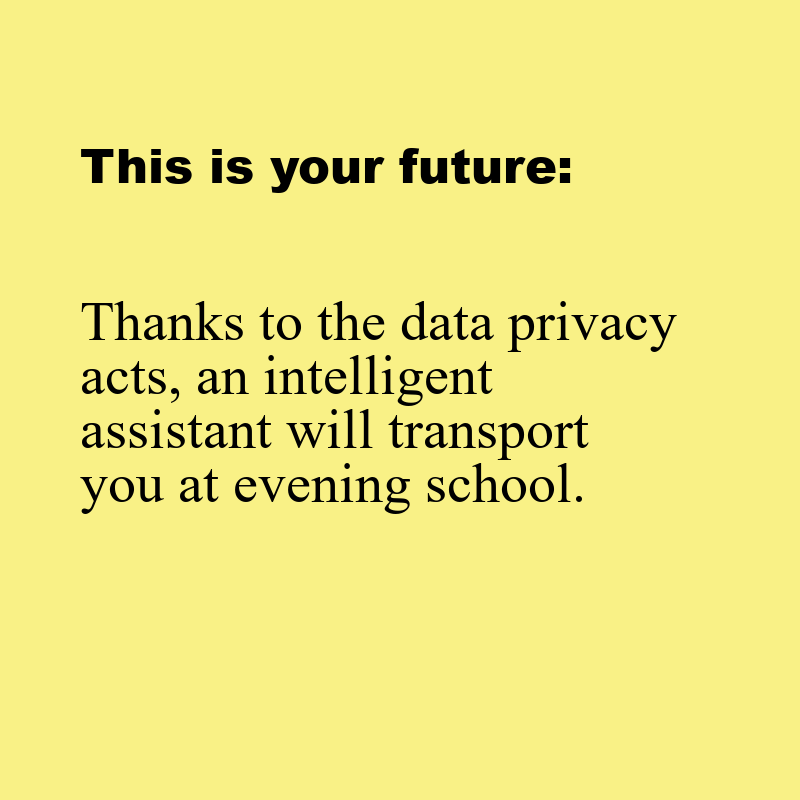 This is your future:
Thanks to the data privacy
acts, an intelligent
assistant will transport
you at evening school.